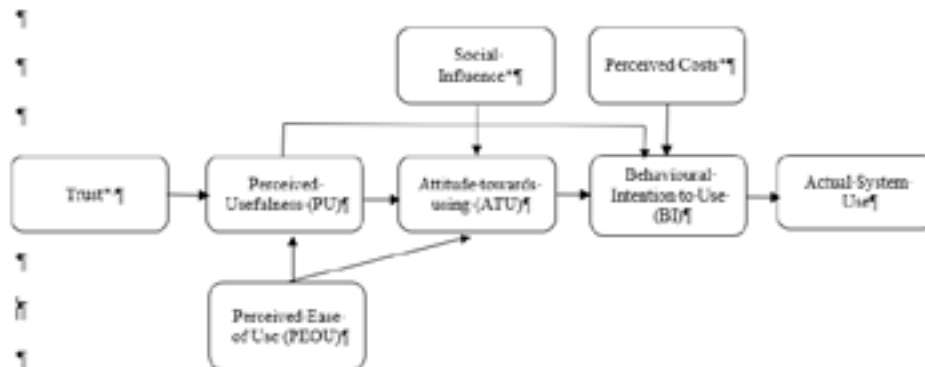 Social
Influence*¶
Perceived Costs*¶
Trust*¶
Perceived
Usefulness (PU)¶
Attitude towards
using (ATU)¶
Behavioural
Intention to Use
(BI)¶
Actual System
Use¶
Perceived Ease
of Use (PEOU)¶